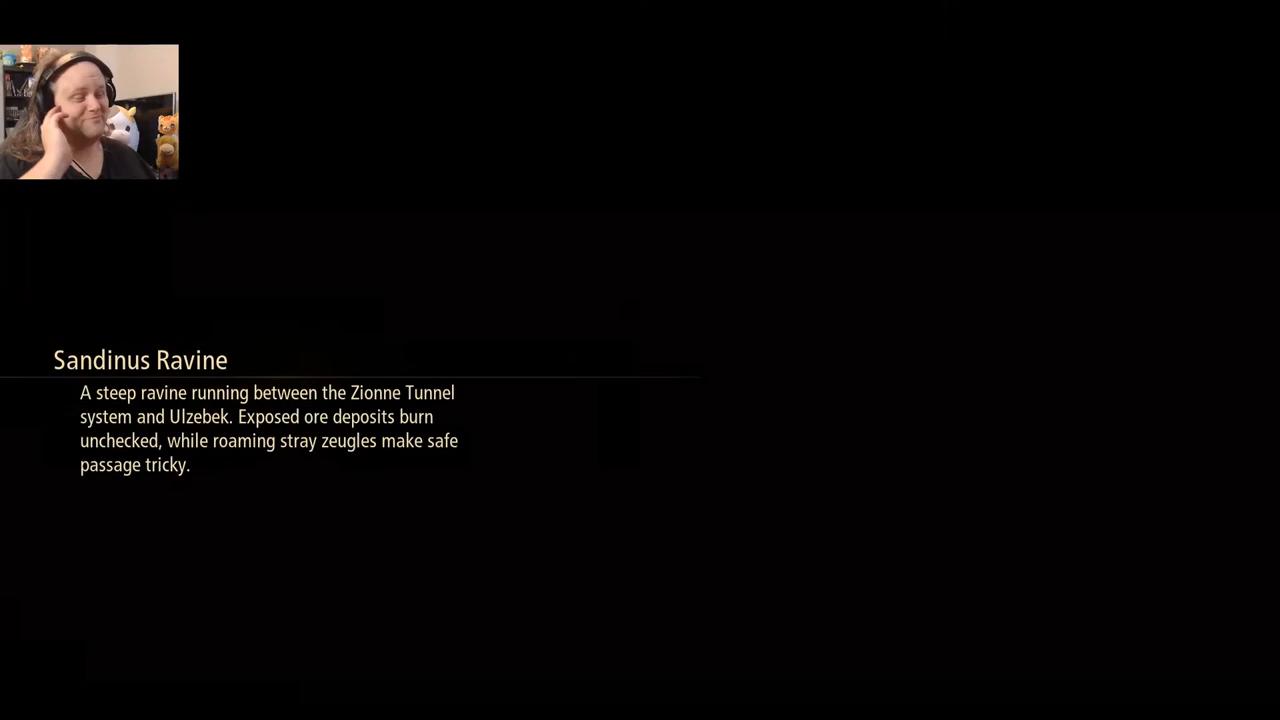 Sandinus Ravine
A steep ravine running between the Zionne Tunnel
system and Ulzebek. Exposed ore deposits burn
unchecked, while roaming stray zeugles make safe
passage tricky.